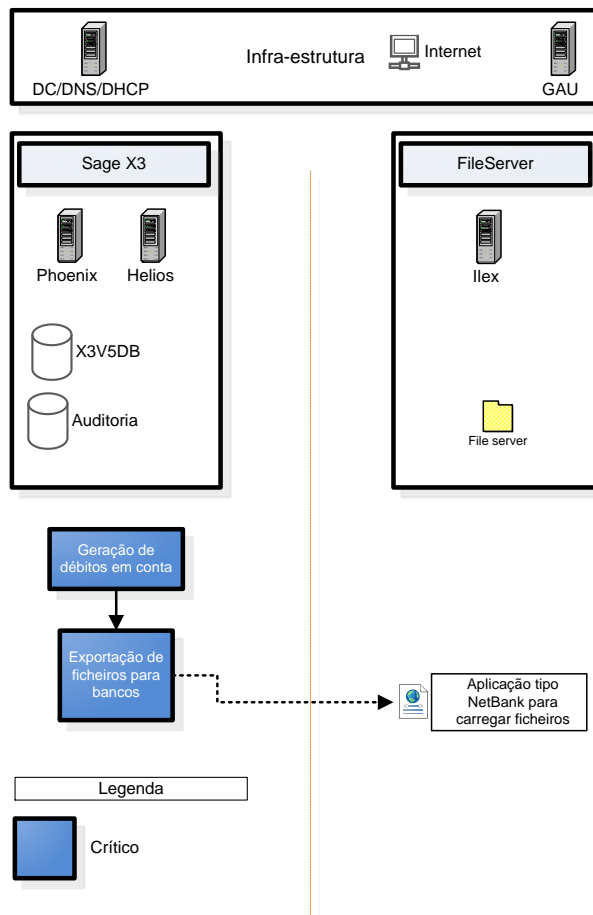 Infra-estrutura
Internet
DC/DNS/DHCP
GAU
Sage X3
FileServer
Phoenix
Helios
Ilex
X3V5DB
Auditoria
File server
Geração de
débitos em conta
Exportação de
ficheiros para
bancos
Aplicação tipo
NetBank para
carregar ficheiros
Legenda
Crítico